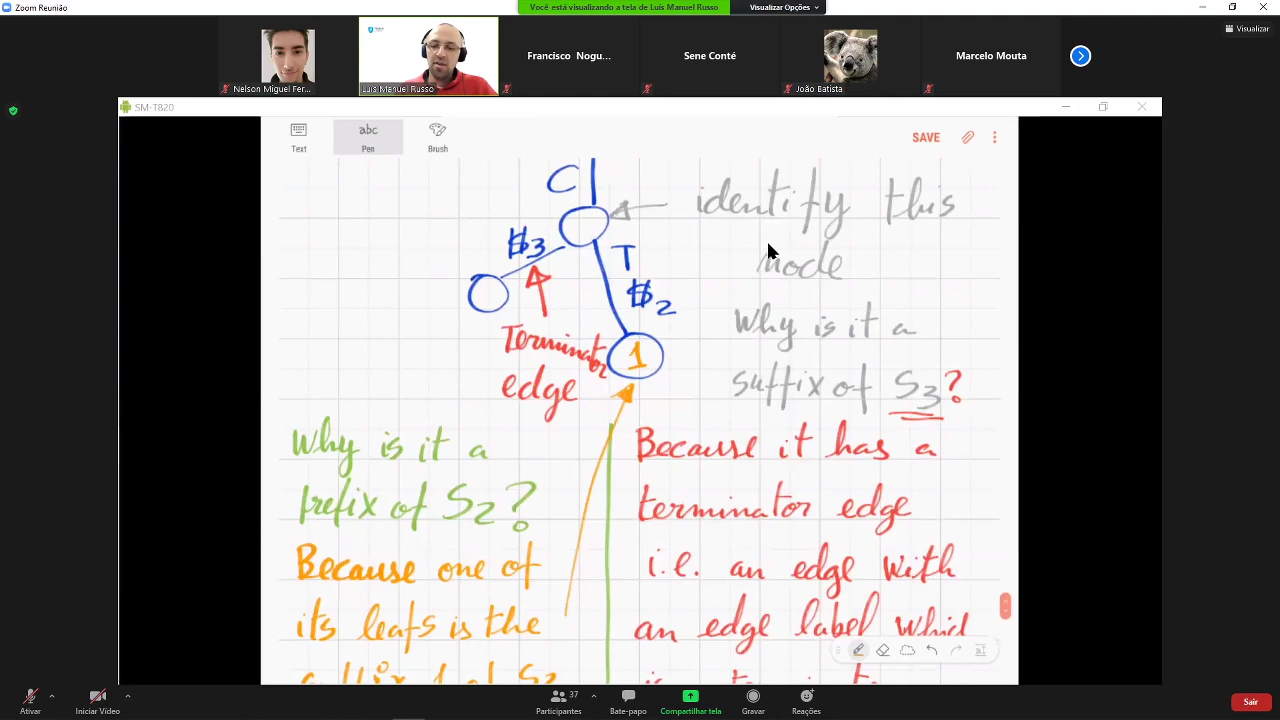 Zoom Reunião
Você está visualizando a tela de Luís Manuel Russo
Visualizar Opções
Visualizar
Nelson Miguel Fer...
Luís Manuel Russo
Francisco Nogu...
Sene Conté
João Batista
Marcelo Mouta
SM-T820
Text
abc
Pen
Brush
SAVE
C
identify this
node
$3
T
$2
Terminator
edge
1
Why is it a
suffix of S3?
Why is it a
prefix of S2?
Because one of
its leafs is the
Because it has a
terminator edge
i.e. an edge with
an edge label which
Ativar
Iniciar Vídeo
37
Participantes
Bate-papo
Compartilhar tela
Gravar
Reações
Sair